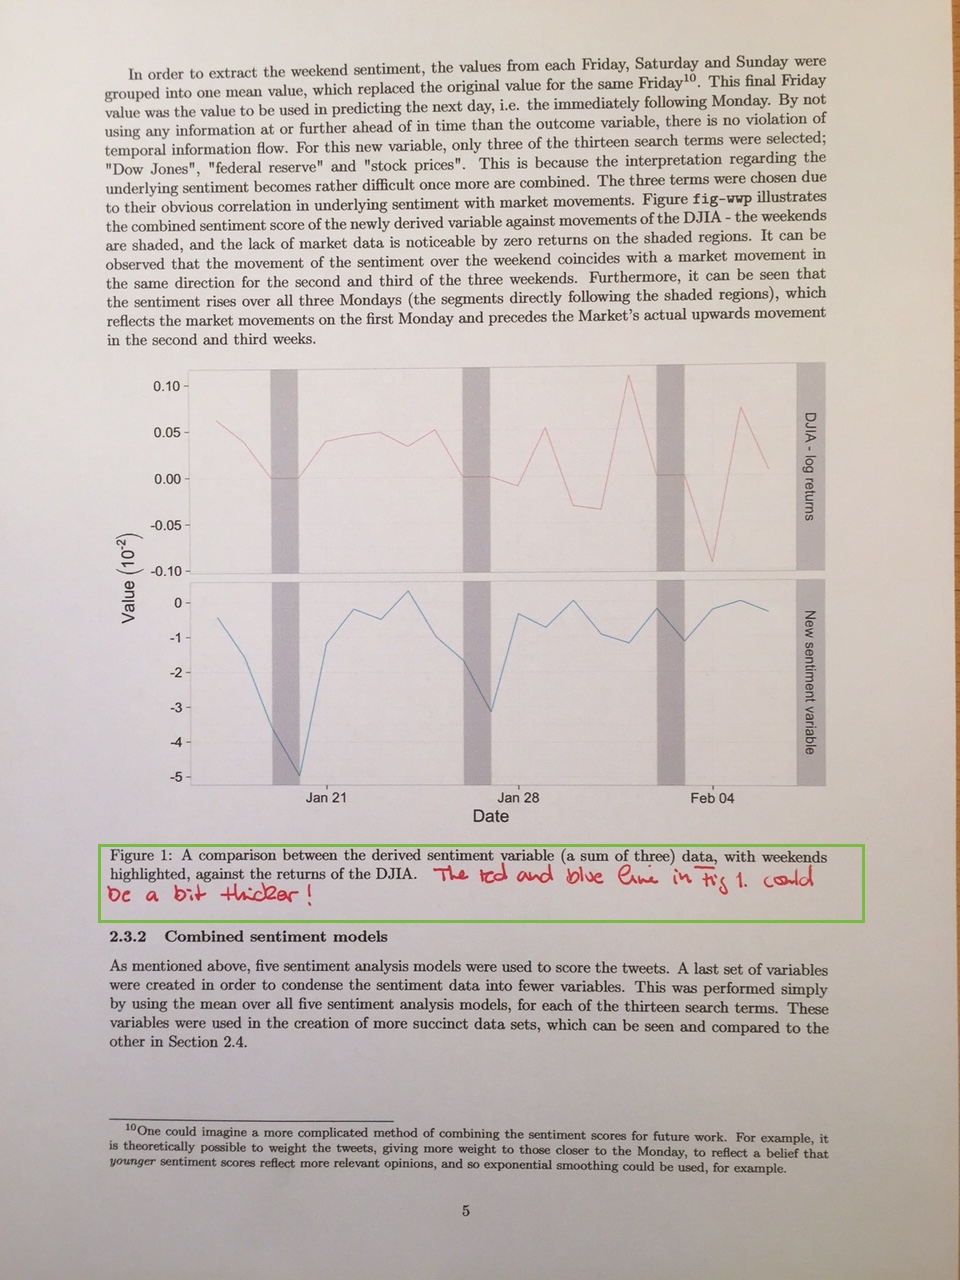 In order to extract the weekend sentiment, the values from each Friday, Saturday and Sunday were
grouped into one mean value, which replaced the original value for the same Friday¹⁰. This final Friday
value was the value to be used in predicting the next day, i.e. the immediately following Monday. By not
using any information at or further ahead of in time than the outcome variable, there is no violation of
temporal information flow. For this new variable, only three of the thirteen search terms were selected;
"Dow Jones", "federal reserve" and "stock prices". This is because the interpretation regarding the
underlying sentiment becomes rather difficult once more are combined. The three terms were chosen due
to their obvious correlation in underlying sentiment with market movements. Figure fig-wwp illustrates
the combined sentiment score of the newly derived variable against movements of the DJIA - the weekends
are shaded, and the lack of market data is noticeable by zero returns on the shaded regions. It can be
observed that the movement of the sentiment over the weekend coincides with a market movement in
the same direction for the second and third of the three weekends. Furthermore, it can be seen that
the sentiment rises over all three Mondays (the segments directly following the shaded regions), which
reflects the market movements on the first Monday and precedes the Market's actual upwards movement
in the second and third weeks.
0.10
0.05
0.00
-0.05
-0.10
DJIA - log returns
Value (10⁻²)
0
-1
-2
-3
-4
-5
New sentiment variable
Jan 21 Jan 28 Feb 04
Date
Figure 1: A comparison between the derived sentiment variable (a sum of three) data, with weekends
highlighted, against the returns of the DJIA. The red and blue line in Fig 1. could
be a bit thicker!
2.3.2 Combined sentiment models
As mentioned above, five sentiment analysis models were used to score the tweets. A last set of variables
were created in order to condense the sentiment data into fewer variables. This was performed simply
by using the mean over all five sentiment analysis models, for each of the thirteen search terms. These
variables were used in the creation of more succinct data sets, which can be seen and compared to the
other in Section 2.4.
¹⁰One could imagine a more complicated method of combining the sentiment scores for future work. For example, it
is theoretically possible to weight the tweets, giving more weight to those closer to the Monday, to reflect a belief that
younger sentiment scores reflect more relevant opinions, and so exponential smoothing could be used, for example.
5